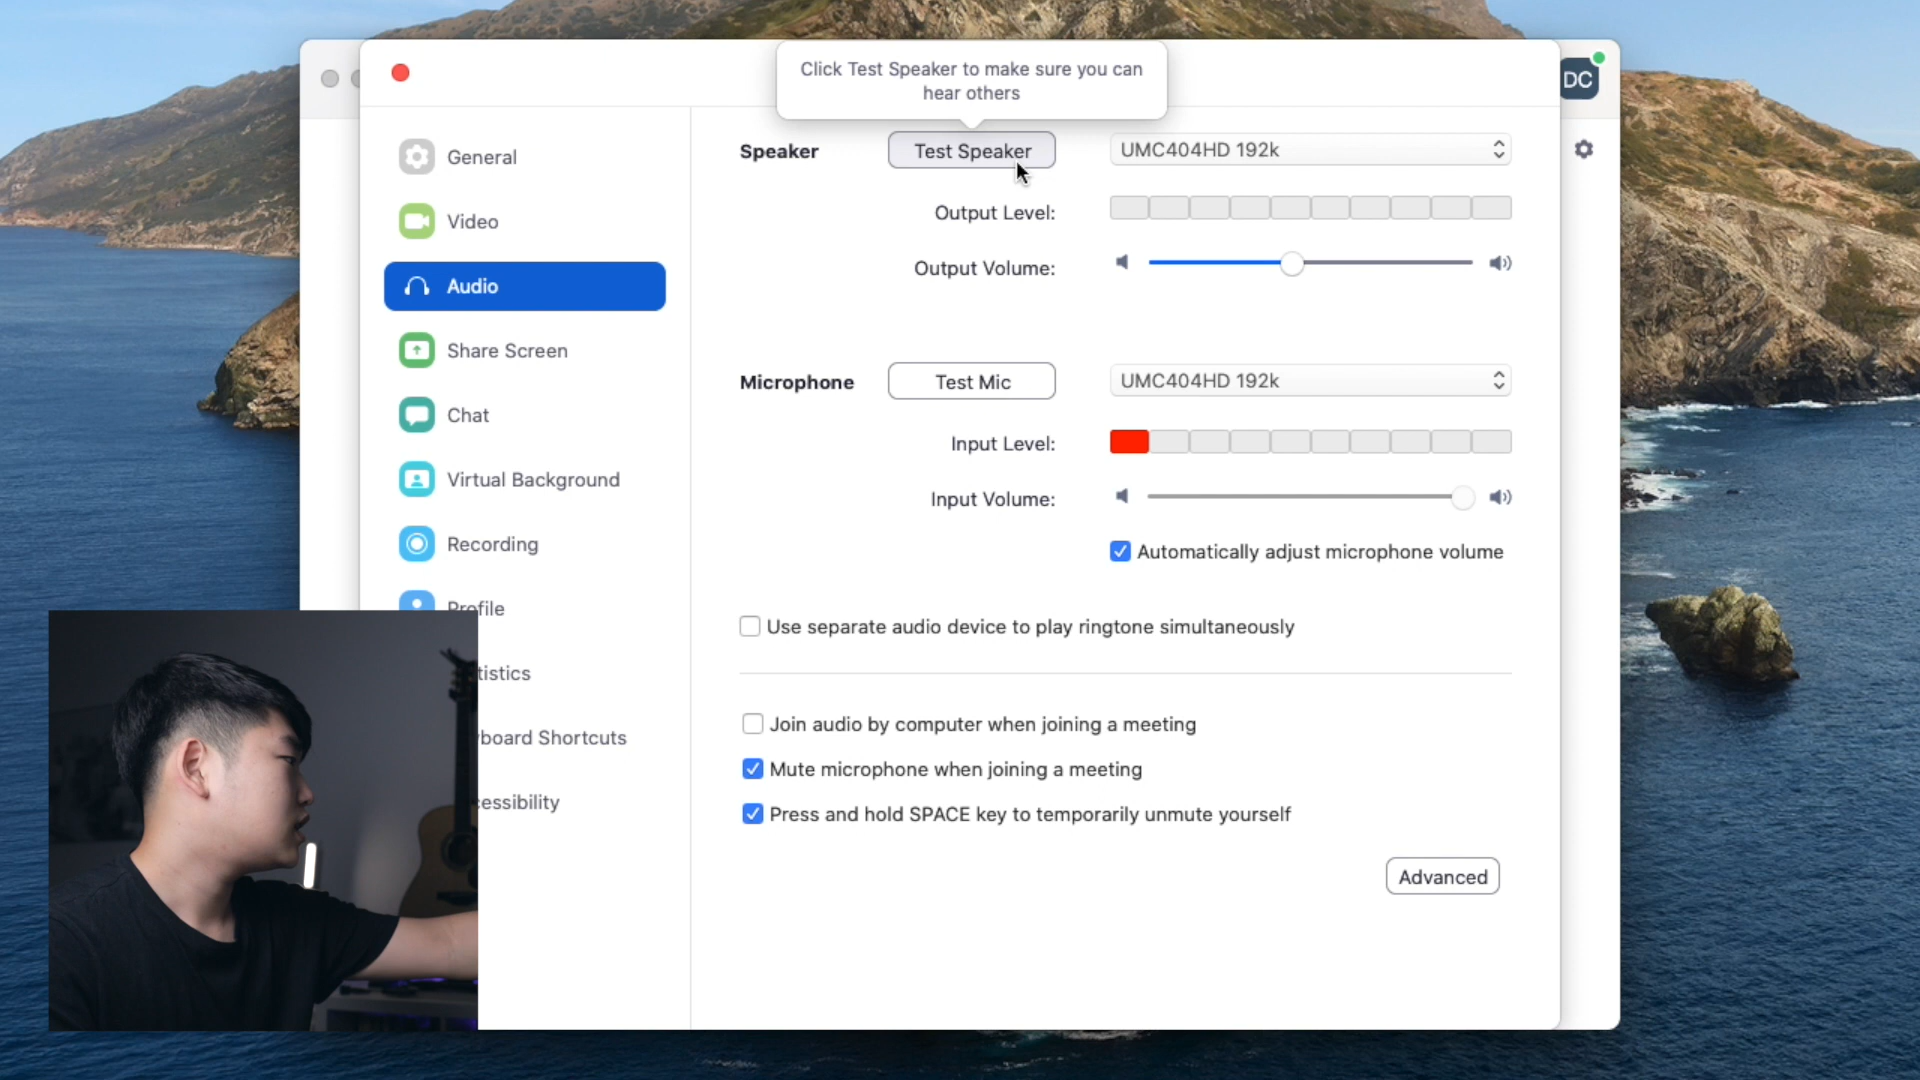 Click Test Speaker to make sure you can
hear others
DC
General
Video
Audio
Share Screen
Chat
Virtual Background
Recording
Profile
tistics
board Shortcuts
cessibility
Speaker
Test Speaker
UMC404HD 192k
Output Level:
Output Volume:
Microphone
Test Mic
UMC404HD 192k
Input Level:
Input Volume:
Automatically adjust microphone volume
Use separate audio device to play ringtone simultaneously
Join audio by computer when joining a meeting
Mute microphone when joining a meeting
Press and hold SPACE key to temporarily unmute yourself
Advanced